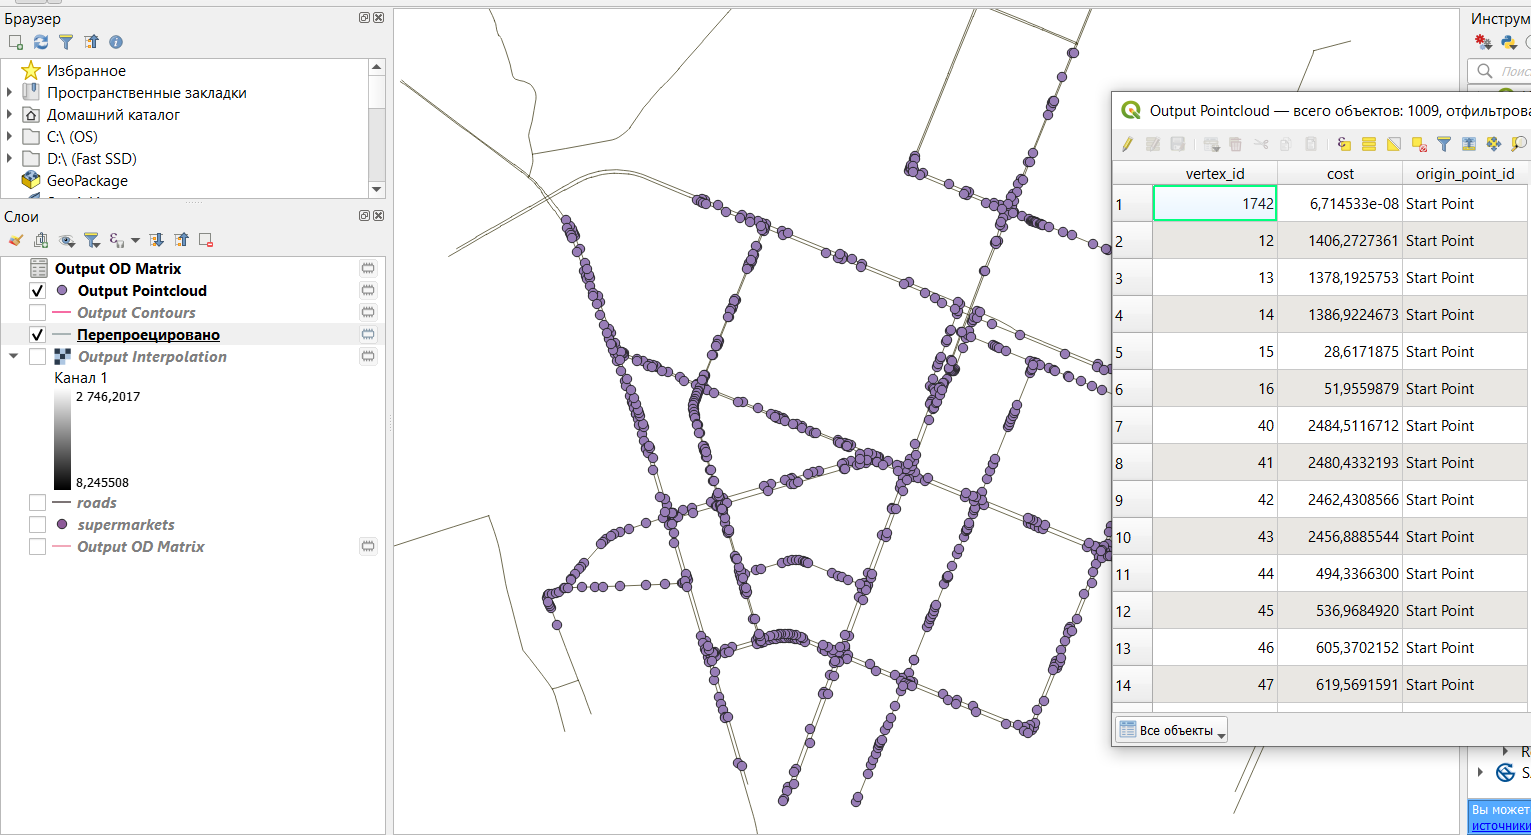 Браузер
Избранное
Пространственные закладки
Домашний каталог
C:\ (OS)
D:\ (Fast SSD)
GeoPackage
Слои
Output OD Matrix
Output Pointcloud
Output Contours
Перепроецировано
Output Interpolation
Канал 1
2 746,2017
8,245508
roads
supermarkets
Output OD Matrix
Инструм
Поис
Output Pointcloud — всего объектов: 1009, отфильтрова
vertex_id cost origin_point_id
1 1742 6,714533e-08 Start Point
2 12 1406,2727361 Start Point
3 13 1378,1925753 Start Point
4 14 1386,9224673 Start Point
5 15 28,6171875 Start Point
6 16 51,9559879 Start Point
7 40 2484,5116712 Start Point
8 41 2480,4332193 Start Point
9 42 2462,4308566 Start Point
10 43 2456,8885544 Start Point
11 44 494,3366300 Start Point
12 45 536,9684920 Start Point
13 46 605,3702152 Start Point
14 47 619,5691591 Start Point
Все объекты
Вы может
источники